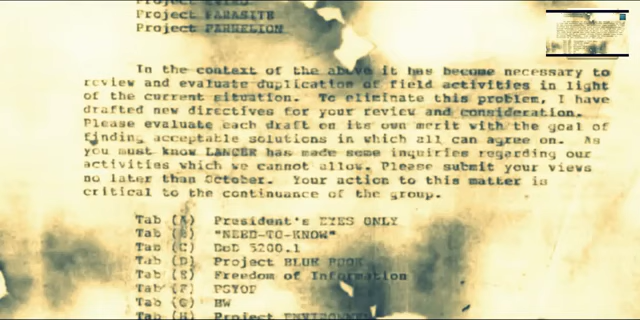 Project PARASITE
Project PARHELION
In the context of the above it has become necessary to
review and evaluate duplication of field activities in light
of the current situation. To eliminate this problem, I have
drafted new directives for your review and consideration.
Please evaluate each draft on its own merit with the goal of
finding acceptable solutions in which all can agree on. As
you must know LANCER has made some inquiries regarding our
activities which we cannot allow. Please submit your views
no later than October. Your action to this matter is
critical to the continuance of the group.
Tab (A) President's EYES ONLY
Tab (B) "NEED-TO-KNOW"
Tab (C) DoD 5200.1
Tab (D) Project BLUE BOOK
Tab (E) Freedom of Information
Tab (F) PSYOP
Tab (G) BW
Tab (H) Project